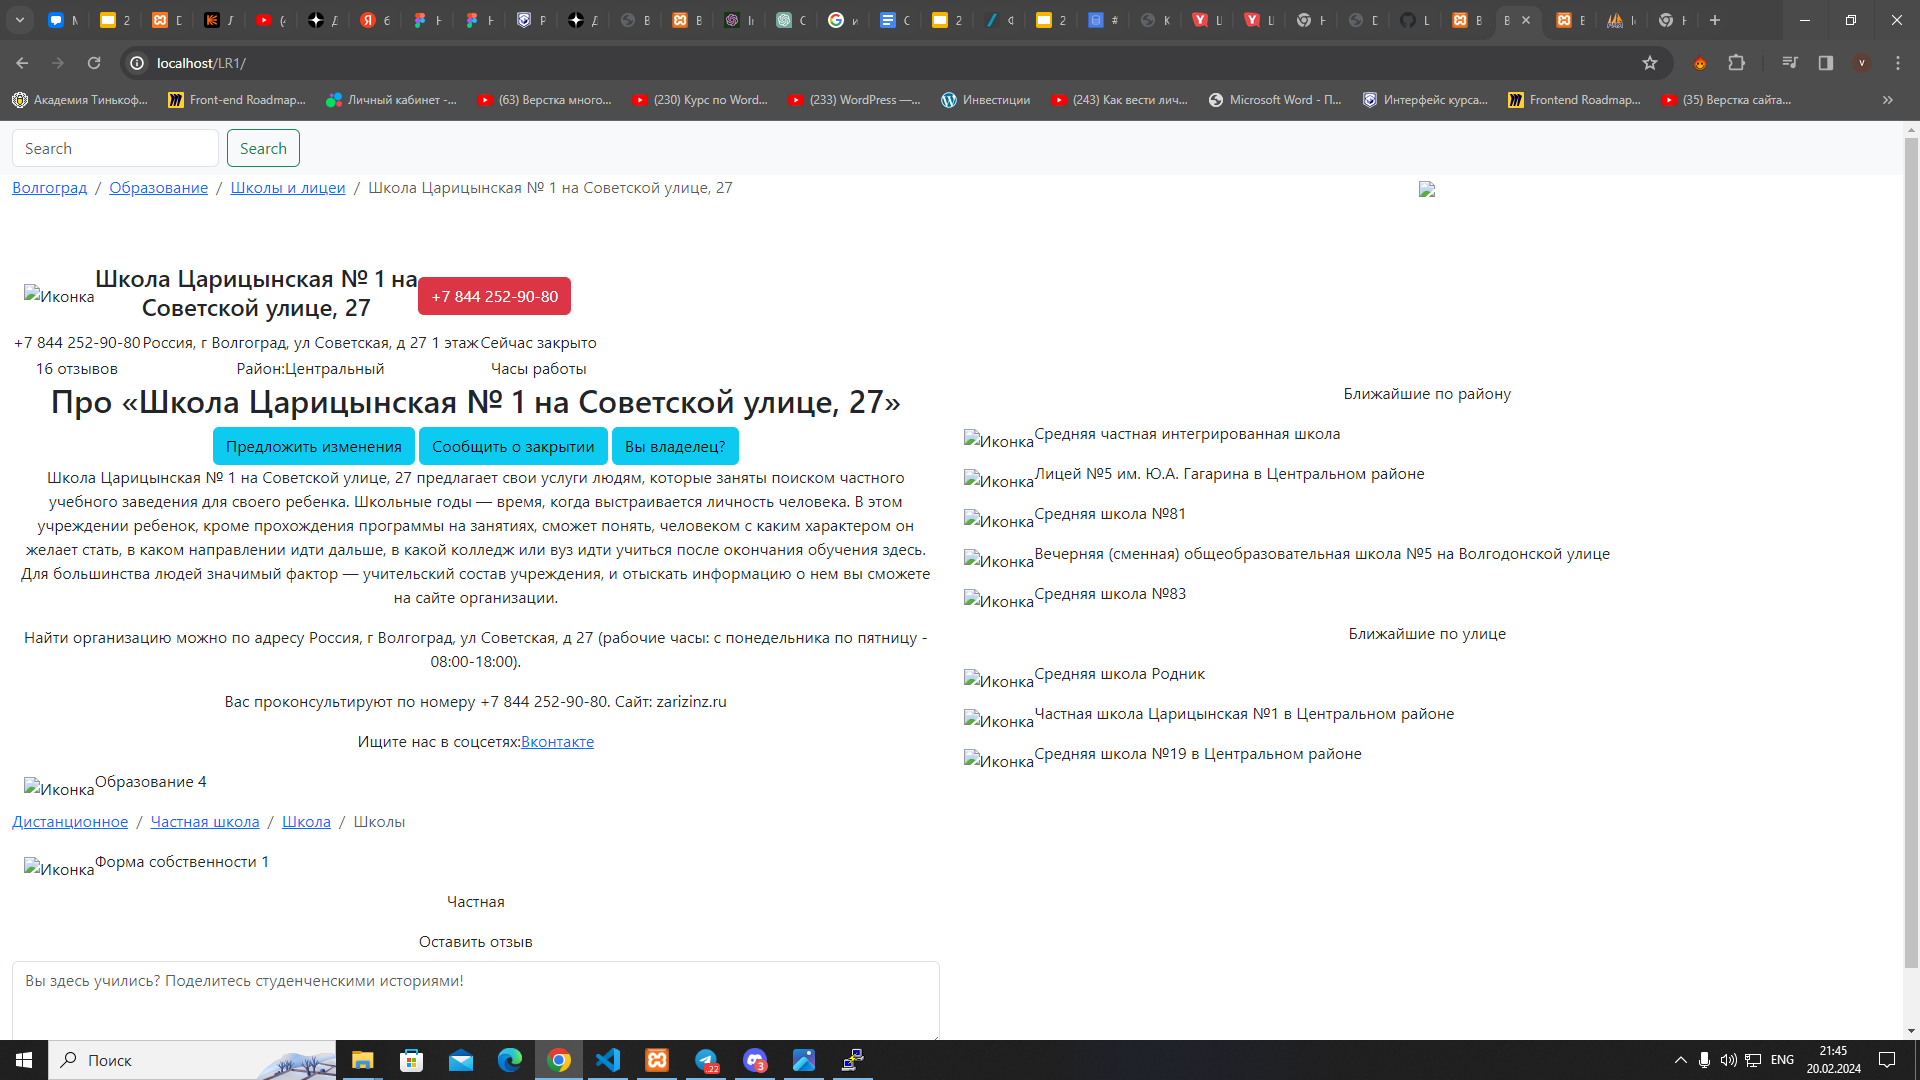 localhost/LR1/
Академия Тинькоф...
Front-end Roadmap...
Личный кабинет -...
(63) Верстка много...
(230) Курс по Word...
(233) WordPress —...
Инвестиции
(243) Как вести лич...
Microsoft Word - П...
Интерфейс курса...
Frontend Roadmap...
(35) Верстка сайта...
Search Search
Волгоград / Образование / Школы и лицеи / Школа Царицынская № 1 на Советской улице, 27
Иконка
Школа Царицынская № 1 на
Советской улице, 27
+7 844 252-90-80
+7 844 252-90-80 Россия, г Волгоград, ул Советская, д 27 1 этаж Сейчас закрыто
16 отзывов Район:Центральный Часы работы
Про «Школа Царицынская № 1 на Советской улице, 27»
Предложить изменения Сообщить о закрытии Вы владелец?
Школа Царицынская № 1 на Советской улице, 27 предлагает свои услуги людям, которые заняты поиском частного
учебного заведения для своего ребенка. Школьные годы — время, когда выстраивается личность человека. В этом
учреждении ребенок, кроме прохождения программы на занятиях, сможет понять, человеком с каким характером он
желает стать, в каком направлении идти дальше, в какой колледж или вуз идти учиться после окончания обучения здесь.
Для большинства людей значимый фактор — учительский состав учреждения, и отыскать информацию о нем вы сможете
на сайте организации.
Найти организацию можно по адресу Россия, г Волгоград, ул Советская, д 27 (рабочие часы: с понедельника по пятницу -
08:00-18:00).
Вас проконсультируют по номеру +7 844 252-90-80. Сайт: zarizinz.ru
Ищите нас в соцсетях:Вконтакте
Иконка Образование 4
Дистанционное / Частная школа / Школа / Школы
Иконка Форма собственности 1
Частная
Оставить отзыв
Вы здесь учились? Поделитесь студенческими историями!
Ближайшие по району
Иконка Средняя частная интегрированная школа
Иконка Лицей №5 им. Ю.А. Гагарина в Центральном районе
Иконка Средняя школа №81
Иконка Вечерняя (сменная) общеобразовательная школа №5 на Волгодонской улице
Иконка Средняя школа №83
Ближайшие по улице
Иконка Средняя школа Родник
Иконка Частная школа Царицынская №1 в Центральном районе
Иконка Средняя школа №19 в Центральном районе
Поиск
22
3
ENG
21:45
20.02.2024